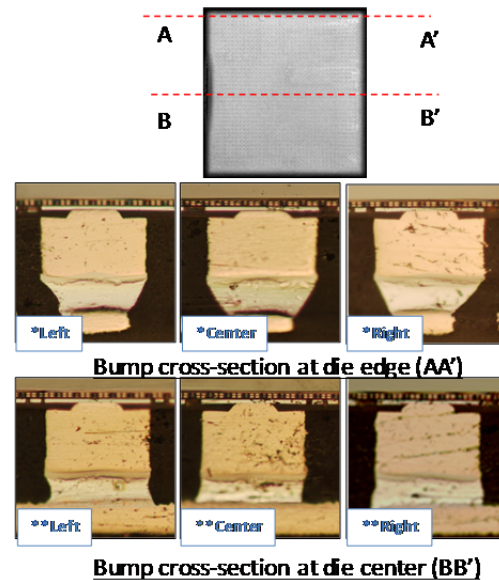 A A’
B B’
*Left *Center *Right
Bump cross-section at die edge (AA’)
**Left **Center **Right
Bump cross-section at die center (BB’)